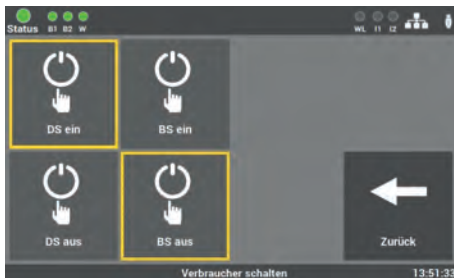 Status B1 B2 W WL I1 I2
DS ein BS ein
DS aus BS aus Zurück
Verbraucher schalten 13:51:33